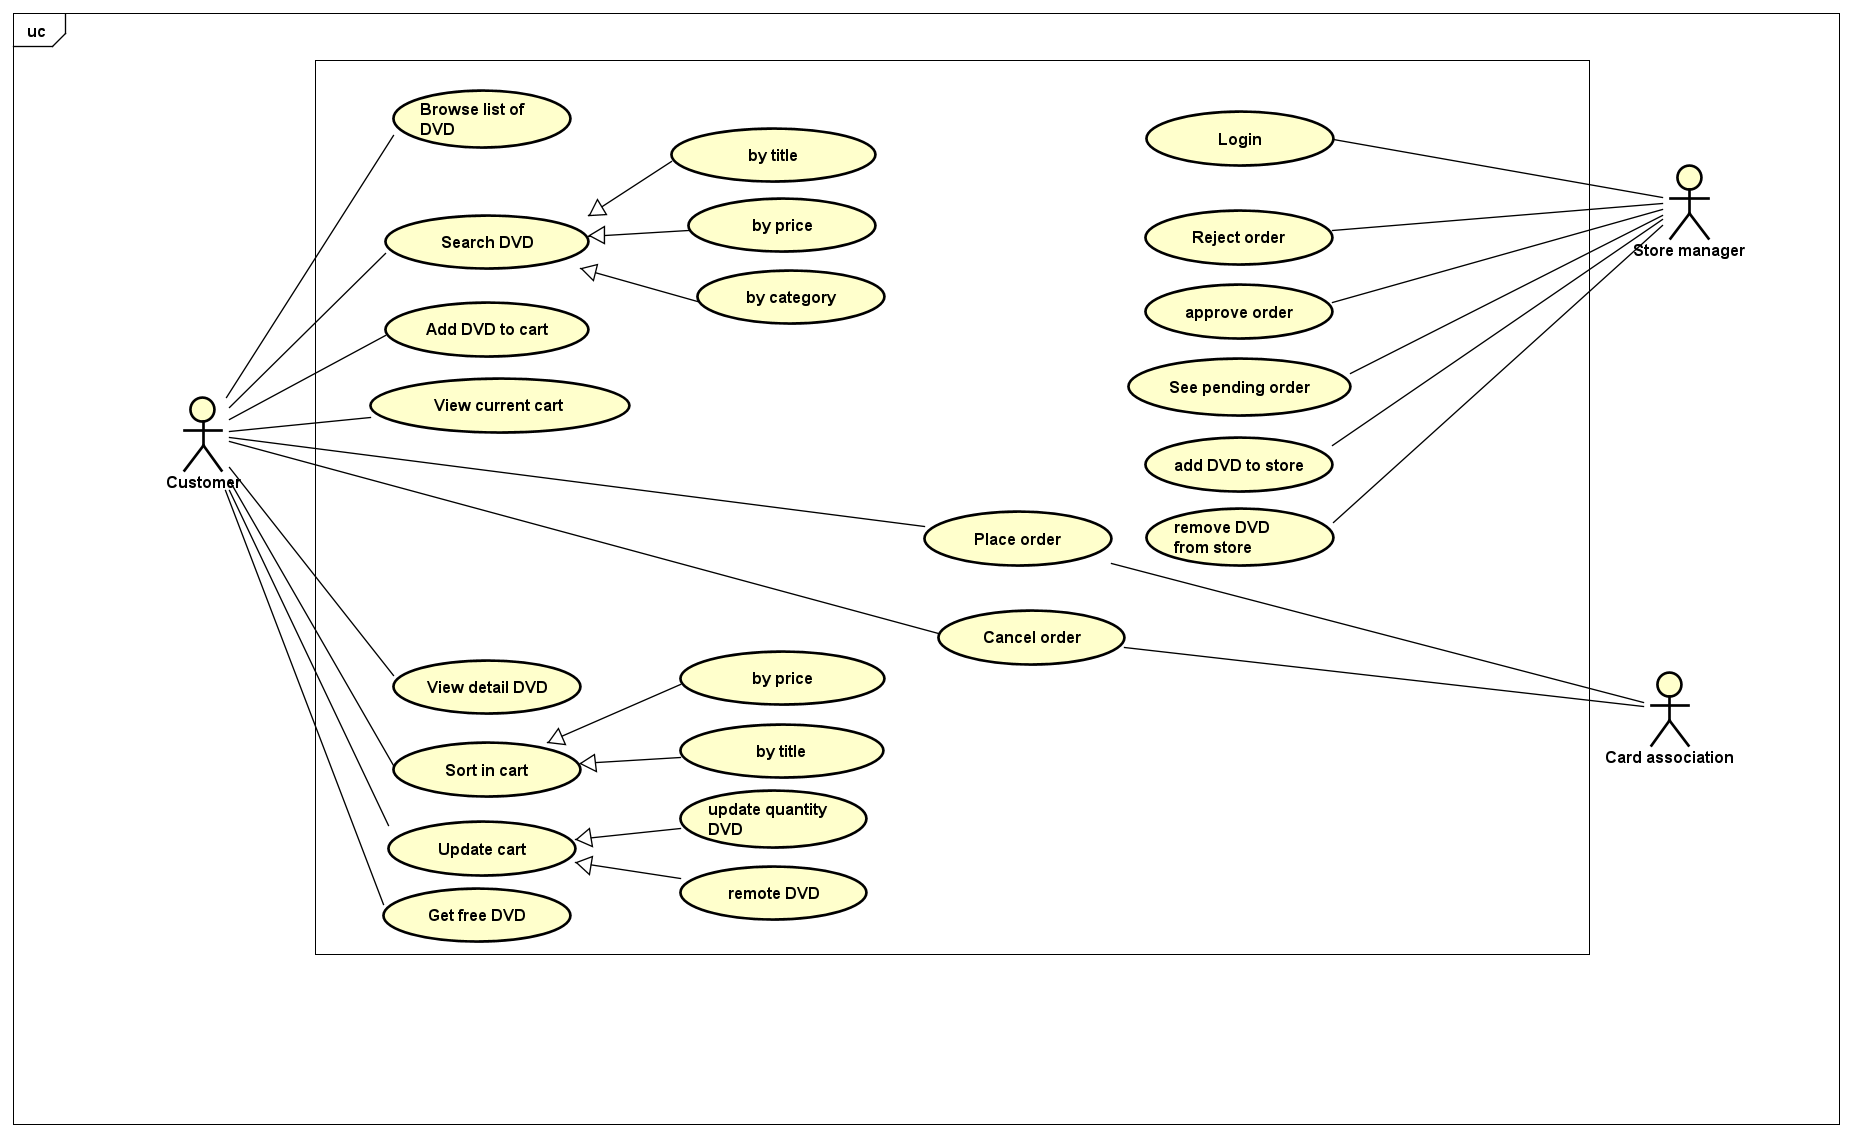 uc
Browse list of
DVD
by title
Login
Search DVD
by price
Reject order
Store manager
by category
approve order
Add DVD to cart
View current cart
See pending order
Customer
add DVD to store
remove DVD
from store
Place order
Cancel order
View detail DVD
by price
Sort in cart
by title
Card association
update quantity
DVD
Update cart
remote DVD
Get free DVD